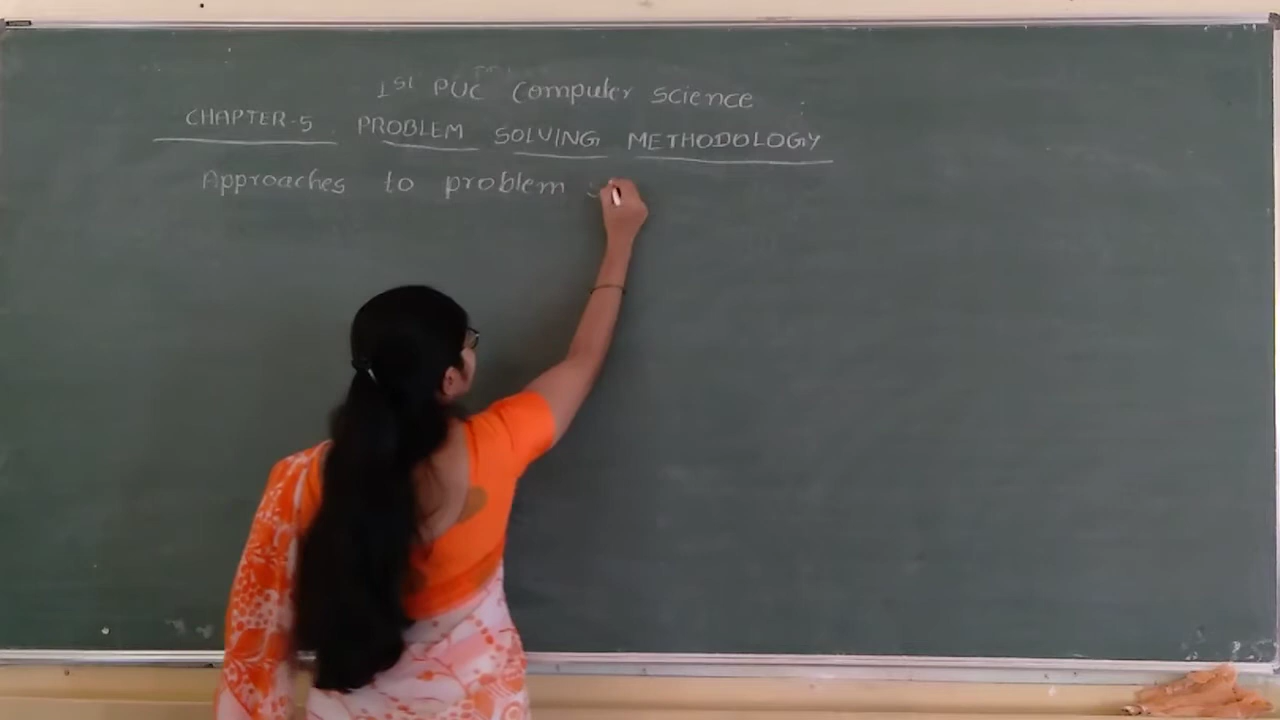 1st PUC Computer science
CHAPTER-5 PROBLEM SOLVING METHODOLOGY
Approaches to problem